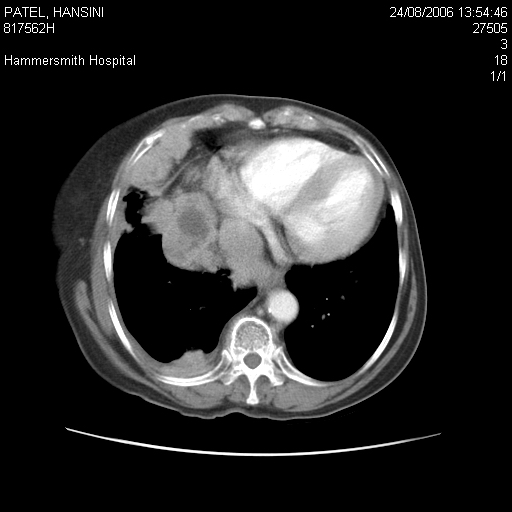 PATEL, HANSINI
817562H
Hammersmith Hospital
24/08/2006 13:54:46
27505
3
18
1/1